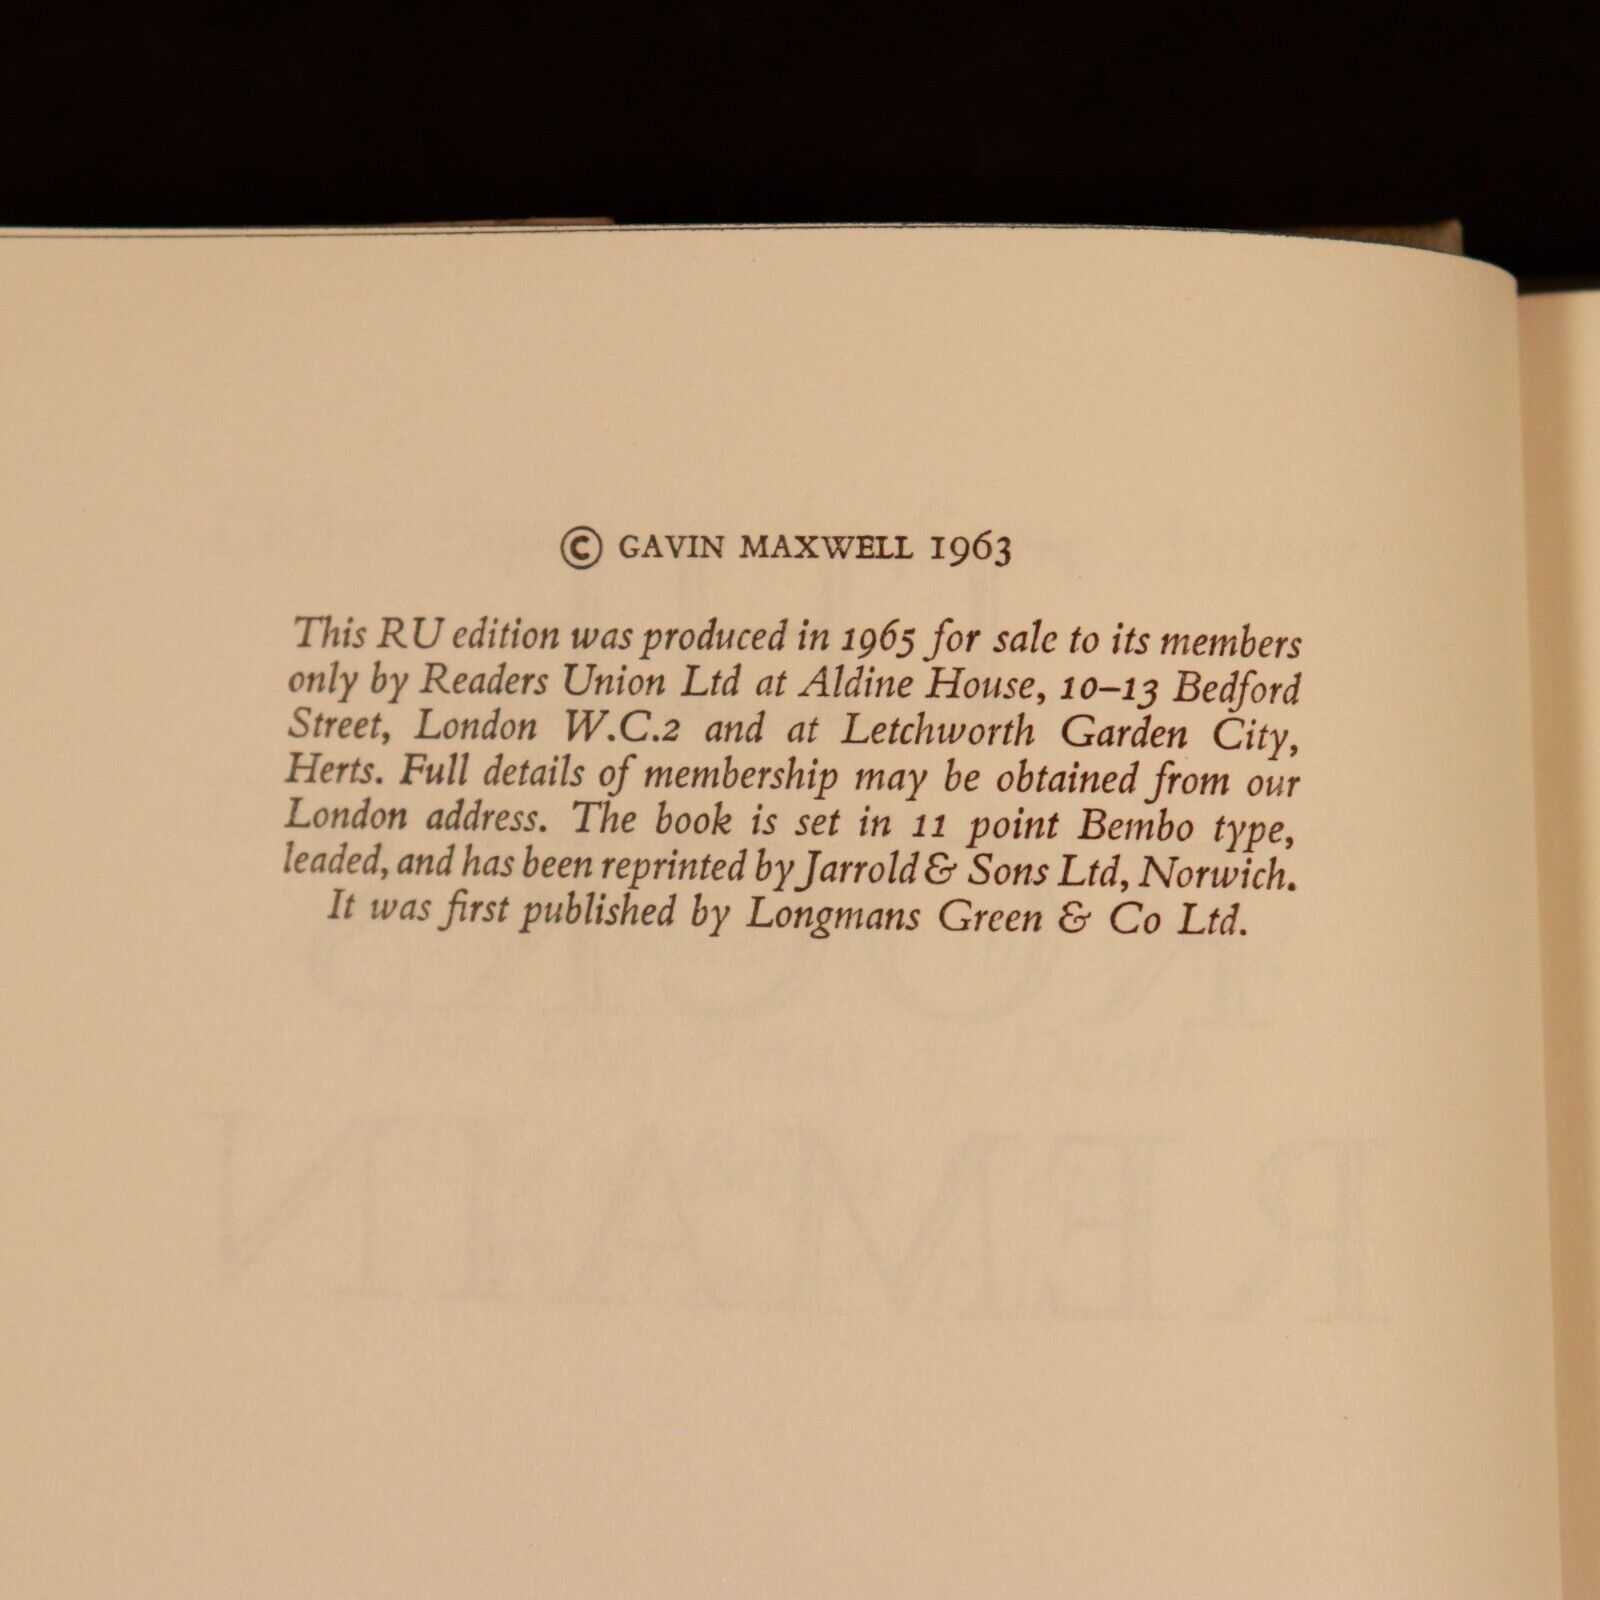 © GAVIN MAXWELL 1963
This RU edition was produced in 1965 for sale to its members
only by Readers Union Ltd at Aldine House, 10–13 Bedford
Street, London W.C.2 and at Letchworth Garden City,
Herts. Full details of membership may be obtained from our
London address. The book is set in 11 point Bembo type,
leaded, and has been reprinted by Jarrold & Sons Ltd, Norwich.
It was first published by Longmans Green & Co Ltd.
REMAIN